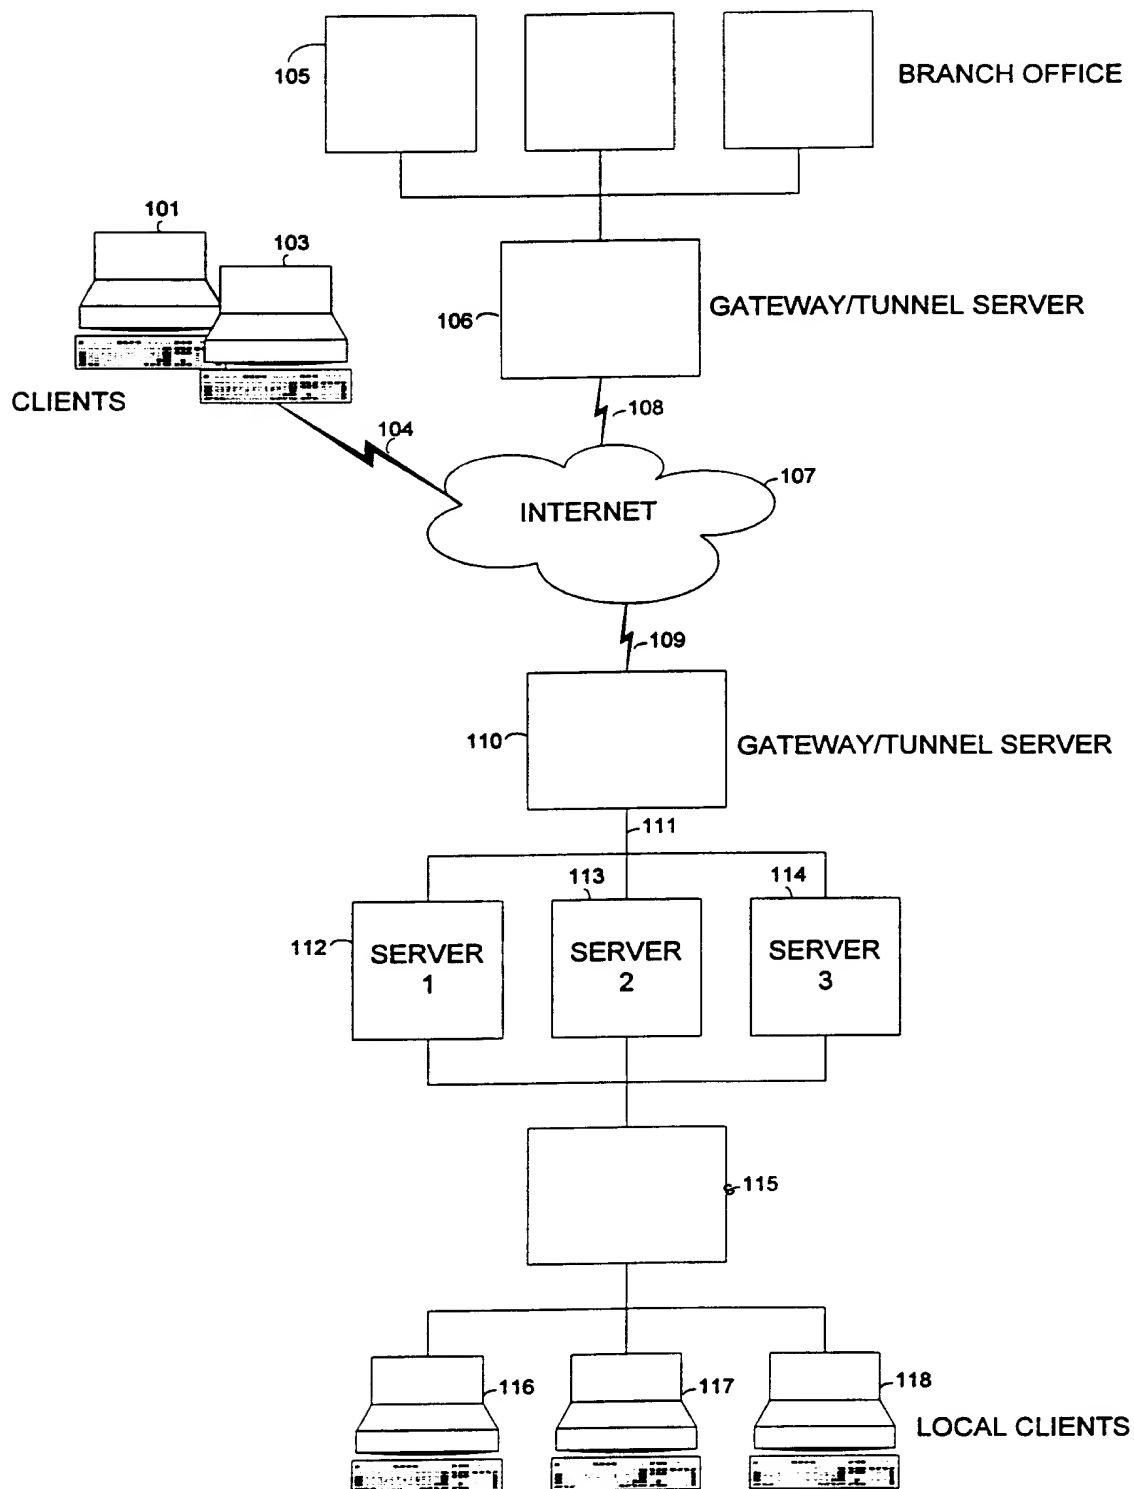 105
BRANCH OFFICE
101
103
106
GATEWAY/TUNNEL SERVER
CLIENTS
108
104
107
INTERNET
109
110
GATEWAY/TUNNEL SERVER
111
113
114
112
SERVER
1
SERVER
2
SERVER
3
115
116
117
118
LOCAL CLIENTS